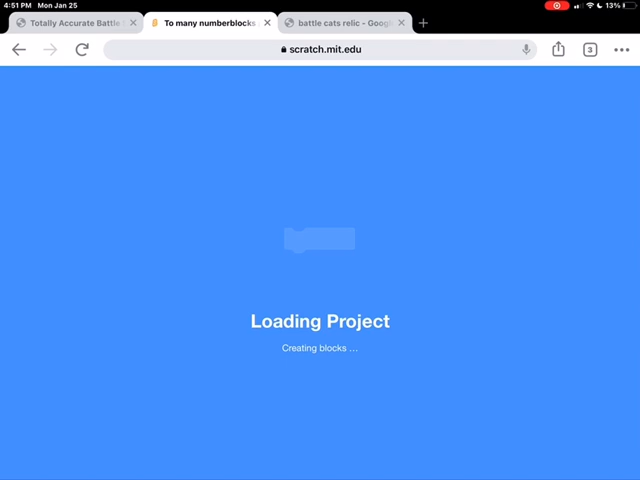 4:51 PM Mon Jan 25
13%
Totally Accurate Battle
To many numberblocks
battle cats relic - Googl
scratch.mit.edu
3
Loading Project
Creating blocks …